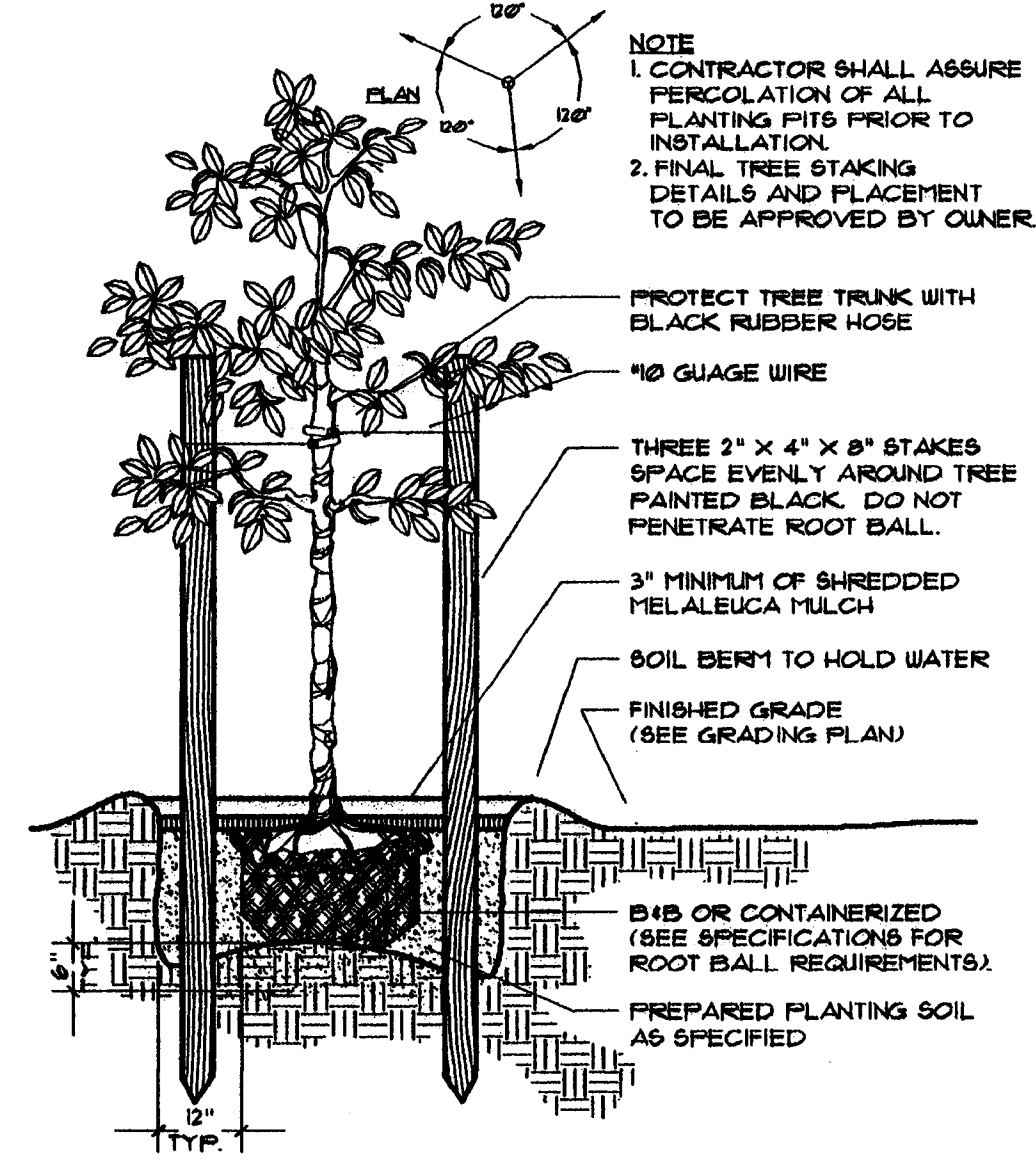 120°
PLAN
120°
120°
NOTE
1. CONTRACTOR SHALL ASSURE
PERCOLATION OF ALL
PLANTING PITS PRIOR TO
INSTALLATION.
2. FINAL TREE STAKING
DETAILS AND PLACEMENT
TO BE APPROVED BY OWNER.
PROTECT TREE TRUNK WITH
BLACK RUBBER HOSE
#10 GUAGE WIRE
THREE 2" X 4" X 8" STAKES
SPACE EVENLY AROUND TREE
PAINTED BLACK. DO NOT
PENETRATE ROOT BALL.
3" MINIMUM OF SHREDDED
MELALEUCA MULCH
SOIL BERM TO HOLD WATER
FINISHED GRADE
(SEE GRADING PLAN)
B&B OR CONTAINERIZED
(SEE SPECIFICATIONS FOR
ROOT BALL REQUIREMENTS).
PREPARED PLANTING SOIL
AS SPECIFIED
6"
TYP.
12"
TYP.